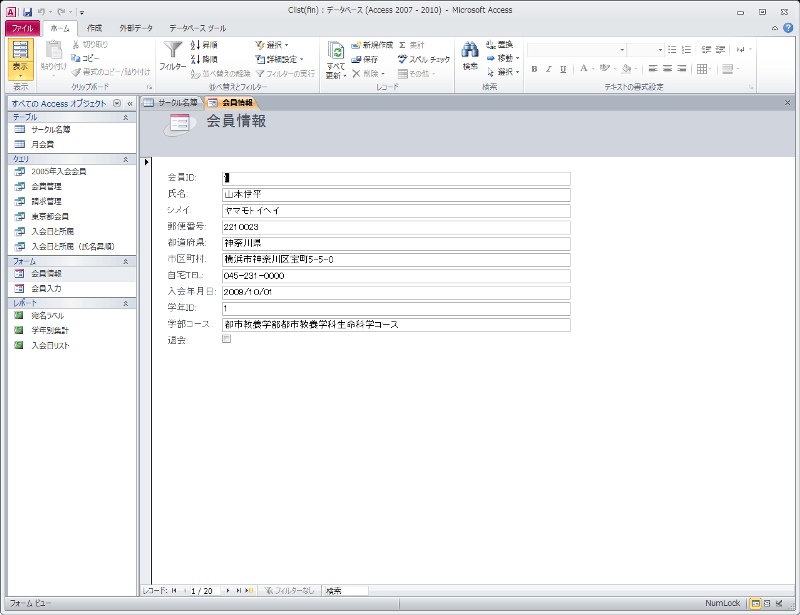 Clist(fin) : データベース (Access 2007 - 2010) - Microsoft Access
ファイル ホーム 作成 外部データ データベース ツール
表示 貼り付け 切り取り コピー 書式のコピー/貼り付け
フィルター 昇順 降順 並べ替えの解除 選択 詳細設定 フィルターの実行
すべて更新 新規作成 保存 削除 集計 スペル チェック その他
検索 置換 移動 選択
B I U A
表示 クリップボード 並べ替えとフィルター レコード 検索 テキストの書式設定
すべての Access オブジェクト
テーブル
サークル名簿
月会費
クエリ
2005年入会会員
会費管理
請求管理
東京都会員
入会日と所属
入会日と所属（氏名昇順）
フォーム
会員情報
会員入力
レポート
宛名ラベル
学年別集計
入会日リスト
サークル名簿 会員情報
会員情報
会員ID: 1
氏名: 山本伊平
シメイ: ヤマモトイヘイ
郵便番号: 2210023
都道府県: 神奈川県
市区町村: 横浜市神奈川区宝町5-5-8
自宅TEL: 045-231-0000
入会年月日: 2009/10/01
学年ID: 1
学部コース: 都市教養学部都市教養学科生命科学コース
退会:
レコード: 1 / 20 フィルターなし 検索
フォーム ビュー NumLock